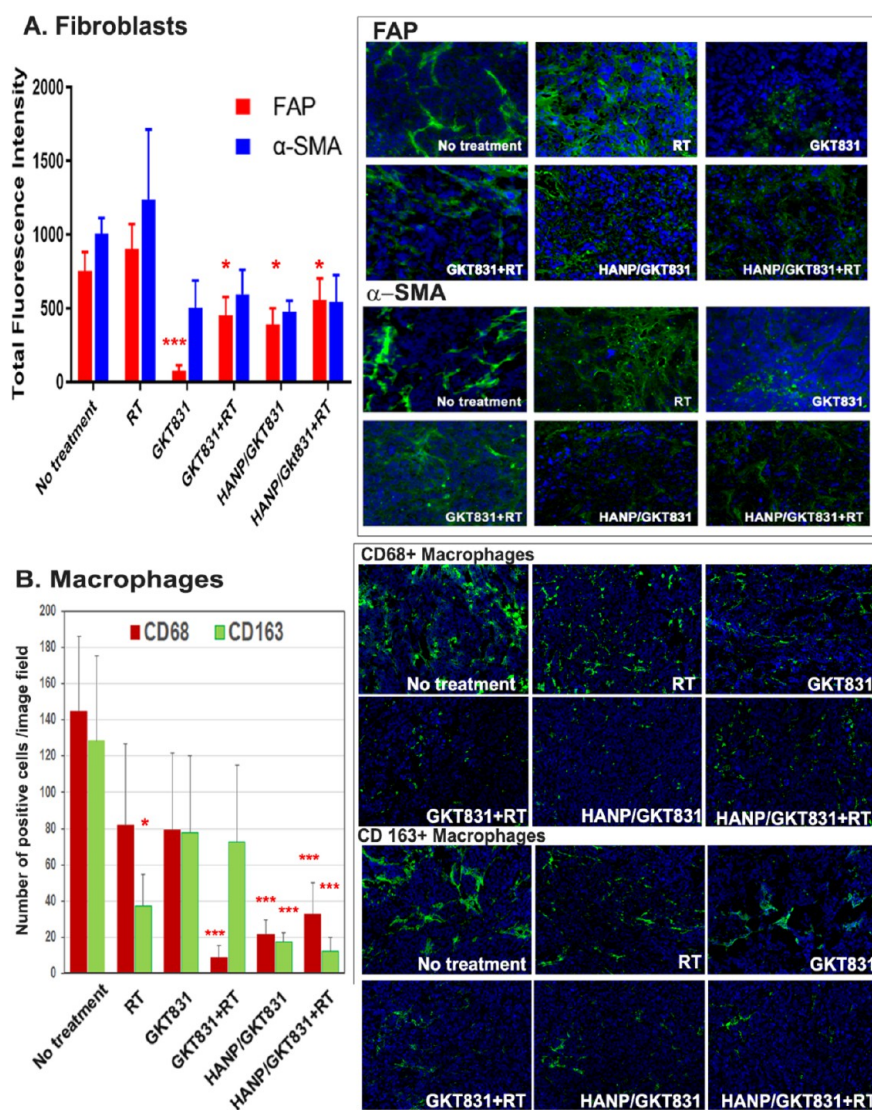 A. Fibroblasts
2000
1500
1000
500
0
Total Fluorescence Intensity
FAP
α-SMA
***
*
*
*
No treatment
RT
GKT831
GKT831+RT
HANP/GKT831
HANP/Gkt831+RT
FAP
No treatment
RT
GKT831
GKT831+RT
HANP/GKT831
HANP/GKT831+RT
α–SMA
No treatment
RT
GKT831
GKT831+RT
HANP/GKT831
HANP/GKT831+RT
B. Macrophages
200
180
160
140
120
100
80
60
40
20
0
Number of positive cells /image field
CD68
CD163
*
***
***
***
***
***
No treatment
RT
GKT831
GKT831+RT
HANP/GKT831
HANP/GKT831+RT
CD68+ Macrophages
No treatment
RT
GKT831
GKT831+RT
HANP/GKT831
HANP/GKT831+RT
CD 163+ Macrophages
No treatment
RT
GKT831
GKT831+RT
HANP/GKT831
HANP/GKT831+RT